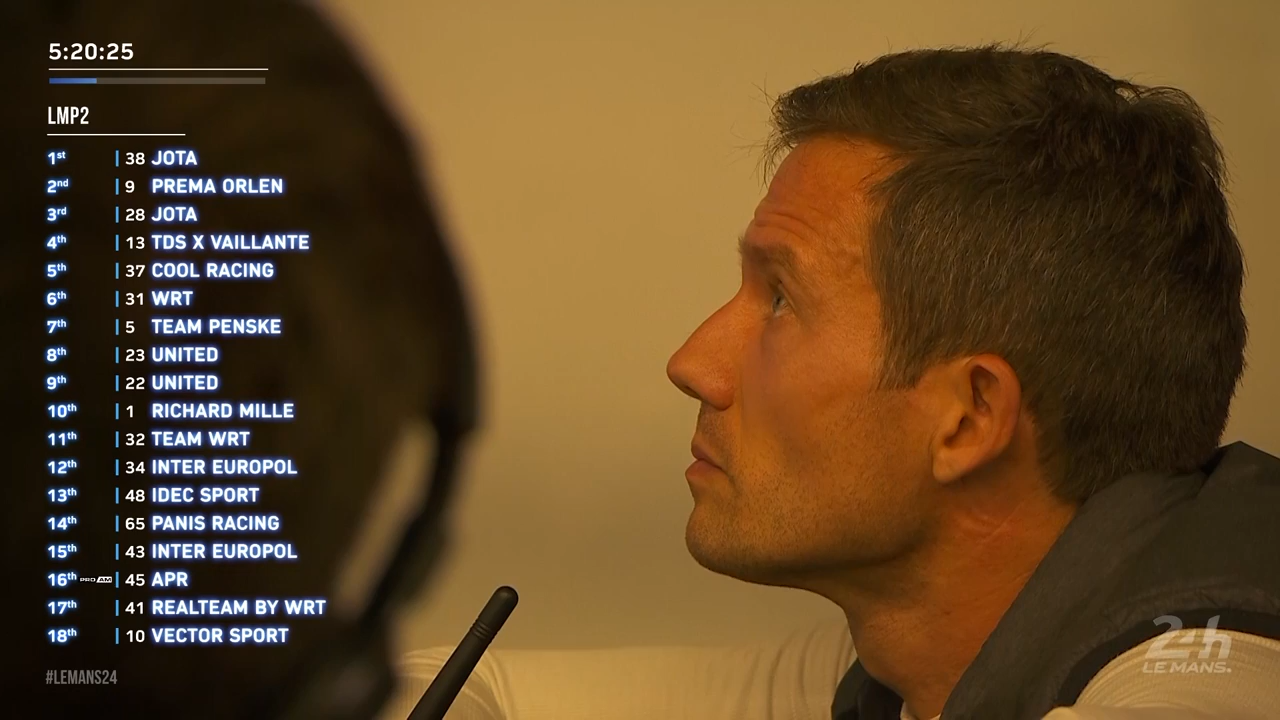 5:20:25
LMP2
1st 38 JOTA
2nd 9 PREMA ORLEN
3rd 28 JOTA
4th 13 TDS X VAILLANTE
5th 37 COOL RACING
6th 31 WRT
7th 5 TEAM PENSKE
8th 23 UNITED
9th 22 UNITED
10th 1 RICHARD MILLE
11th 32 TEAM WRT
12th 34 INTER EUROPOL
13th 48 IDEC SPORT
14th 65 PANIS RACING
15th 43 INTER EUROPOL
16th PRO AM 45 APR
17th 41 REALTEAM BY WRT
18th 10 VECTOR SPORT
#LEMANS24
24h
LE MANS.